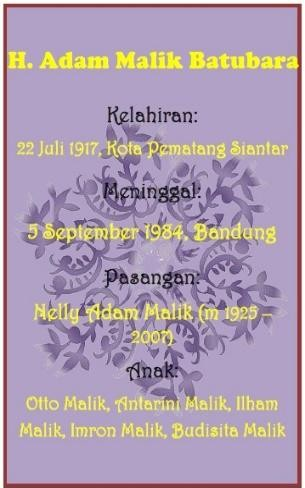 H. Adam Malik Batubara
Kelahiran:
22 Juli 1917, Kota Pematang Siantar
Meninggal:
5 September 1984, Bandung
Pasangan:
Nelly Adam Malik (m 1925 –
2007)
Anak:
Otto Malik, Antarini Malik, Ilham
Malik, Imron Malik, Budisita Malik